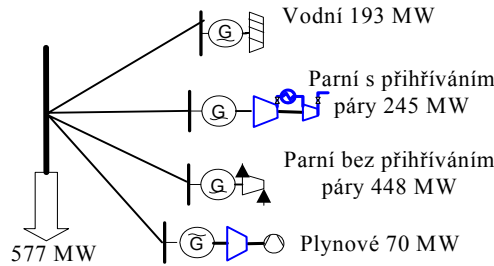 Vodní 193 MW
G
Parní s přihříváním
páry 245 MW
G
Parní bez přihříváním
páry 448 MW
G
577 MW
G
Plynové 70 MW